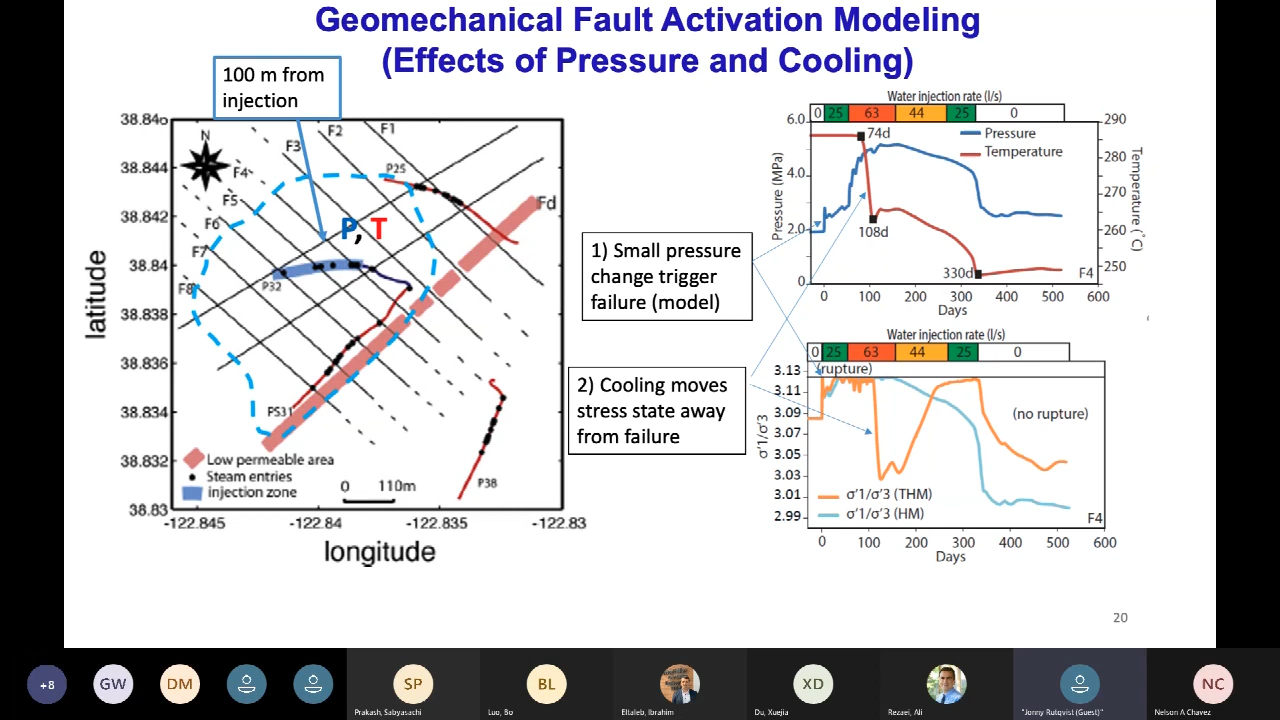 Geomechanical Fault Activation Modeling
(Effects of Pressure and Cooling)
100 m from
injection
38.846
38.844
38.842
38.84
38.838
38.836
38.834
38.832
38.83
latitude
-122.845
-122.84
-122.835
-122.83
longitude
N
F1
F2
F3
F4
F5
F6
F7
F8
P25
Fd
P, T
P32
PS31
P38
Low permeable area
Steam entries
injection zone
0 110m
1) Small pressure
change trigger
failure (model)
2) Cooling moves
stress state away
from failure
Water injection rate (l/s)
0 25 63 44 25 0
6.0
4.0
2.0
0
Pressure (MPa)
290
280
270
260
250
Temperature (°C)
Pressure
Temperature
74d
108d
330d
F4
0 100 200 300 400 500 600
Days
Water injection rate (l/s)
0 25 63 44 25 0
(rupture)
(no rupture)
3.13
3.11
3.09
3.07
3.05
3.03
3.01
2.99
σ'1/σ'3
σ'1/σ'3 (THM)
σ'1/σ'3 (HM)
F4
0 100 200 300 400 500 600
Days
20
+8
GW
DM
SP
Prakash, Sabyasachi
BL
Luo, Bo
Eltaleb, Ibrahim
XD
Du, Xuejia
Rezaei, Ali
"Jonny Rutqvist (Guest)"
NC
Nelson A Chavez